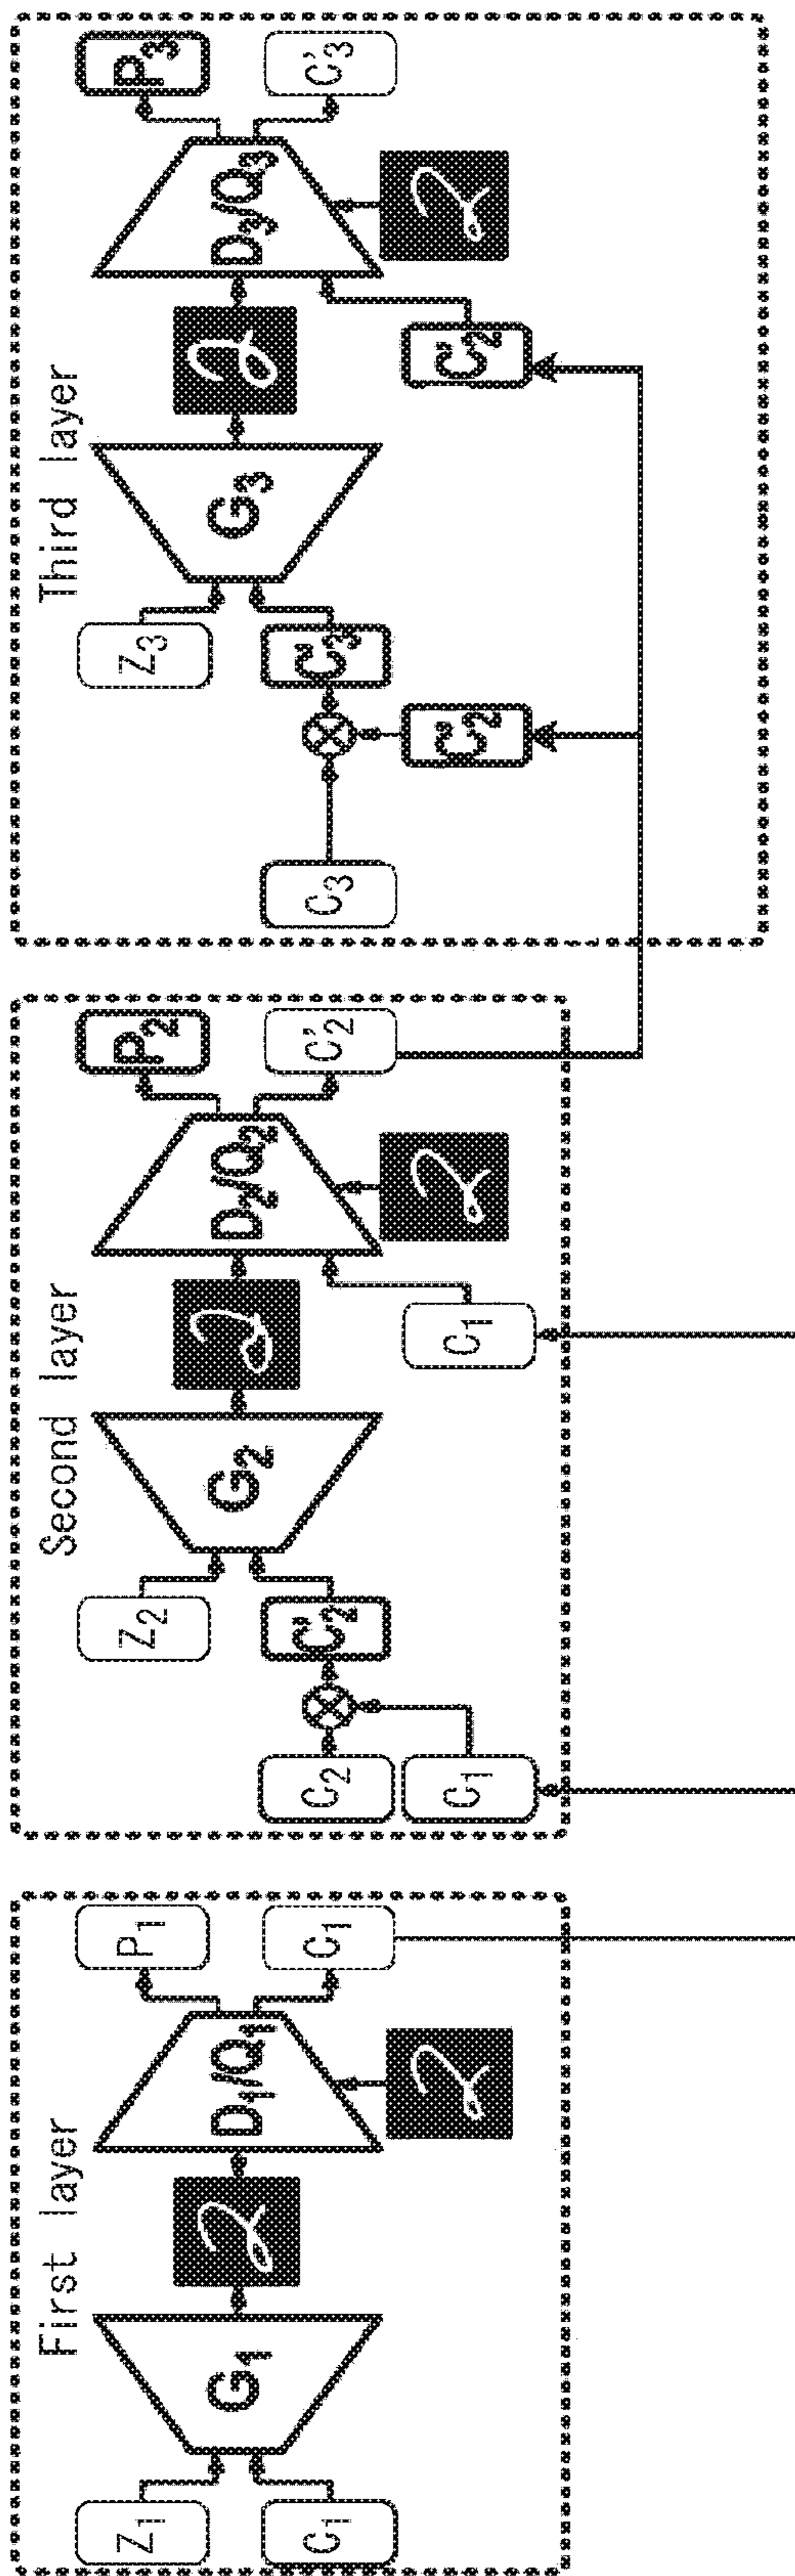 First layer
Z₁
C₁
G₁
D₁/Q₁
P₁
C₁
Second layer
C₂
C₁
Z₂
C'₂
G₂
C₁
D₂/Q₂
P₂
C'₂
Third layer
C₃
C'₂
Z₃
C'₃
G₃
C'₂
D₃/Q₃
P₃
C'₃